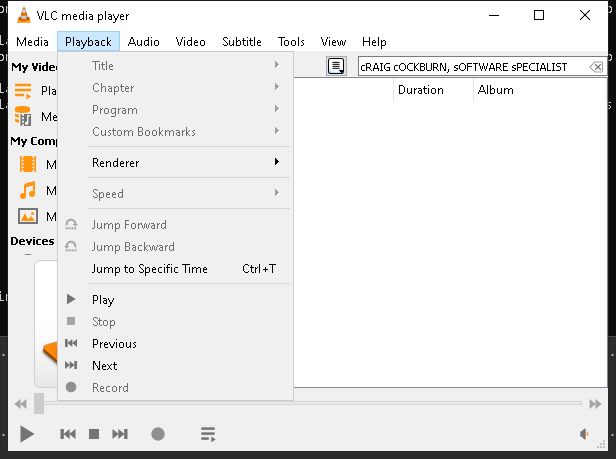 VLC media player
Media Playback Audio Video Subtitle Tools View Help
My Vide
Pla
Me
My Comp
M
M
M
Devices
cRAIG cOCKBURN, sOFTWARE sPECIALIST
Duration Album
Title
Chapter
Program
Custom Bookmarks
Renderer
Speed
Jump Forward
Jump Backward
Jump to Specific Time Ctrl+T
Play
Stop
Previous
Next
Record